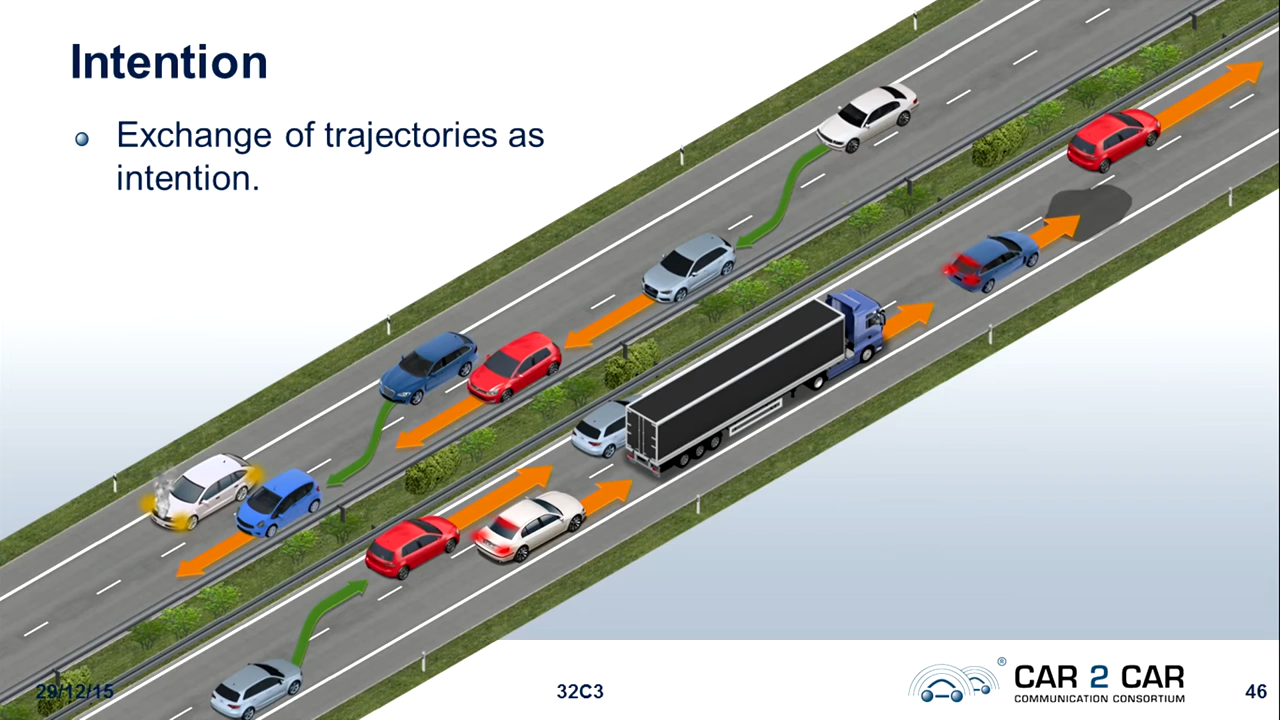 Intention
Exchange of trajectories as
intention.
29/12/15
32C3
® CAR 2 CAR
COMMUNICATION CONSORTIUM
46